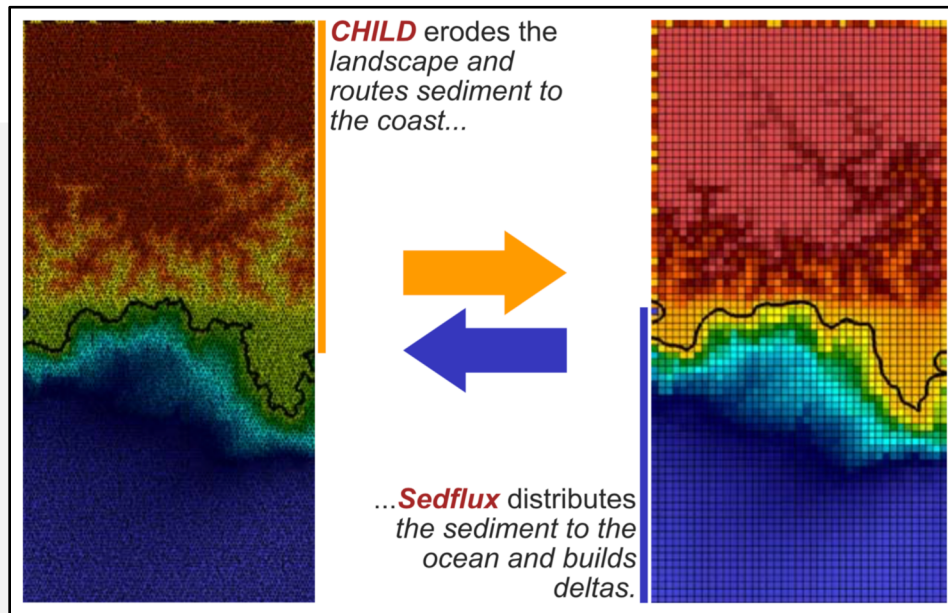 CHILD erodes the
landscape and
routes sediment to
the coast...
...Sedflux distributes
the sediment to the
ocean and builds
deltas.